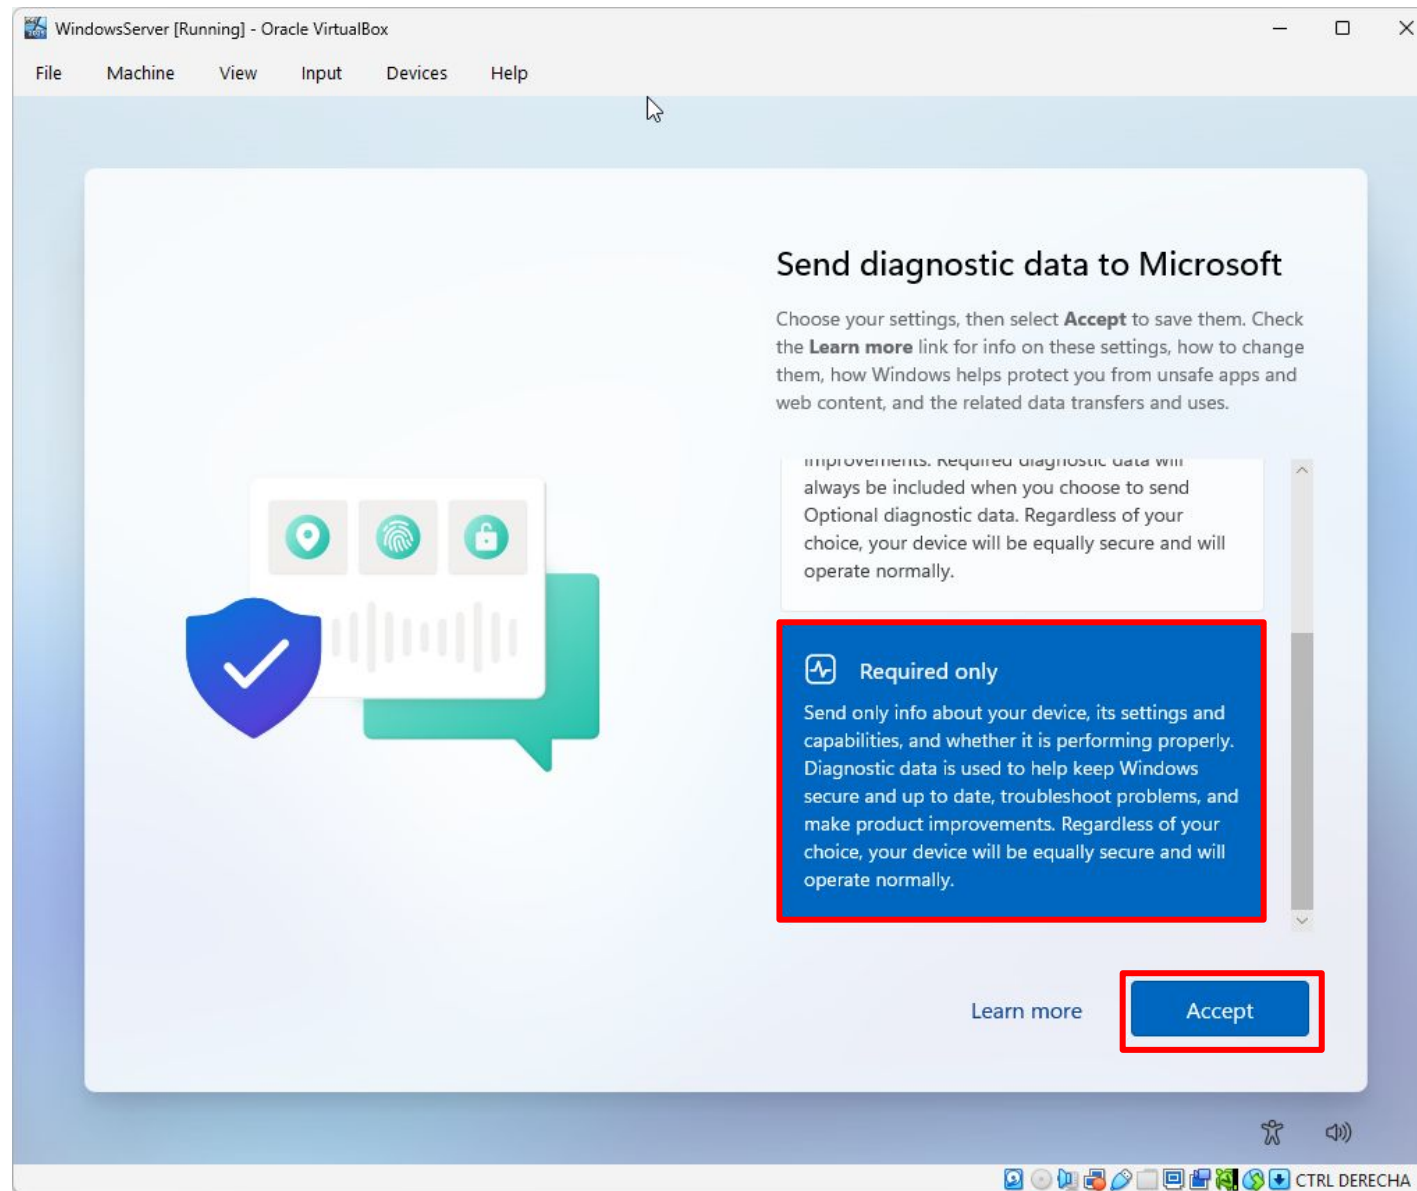 WindowsServer [Running] - Oracle VirtualBox
File Machine View Input Devices Help
Send diagnostic data to Microsoft
Choose your settings, then select Accept to save them. Check
the Learn more link for info on these settings, how to change
them, how Windows helps protect you from unsafe apps and
web content, and the related data transfers and uses.
improvements. Required diagnostic data will
always be included when you choose to send
Optional diagnostic data. Regardless of your
choice, your device will be equally secure and will
operate normally.
Required only
Send only info about your device, its settings and
capabilities, and whether it is performing properly.
Diagnostic data is used to help keep Windows
secure and up to date, troubleshoot problems, and
make product improvements. Regardless of your
choice, your device will be equally secure and will
operate normally.
Learn more
Accept
CTRL DERECHA